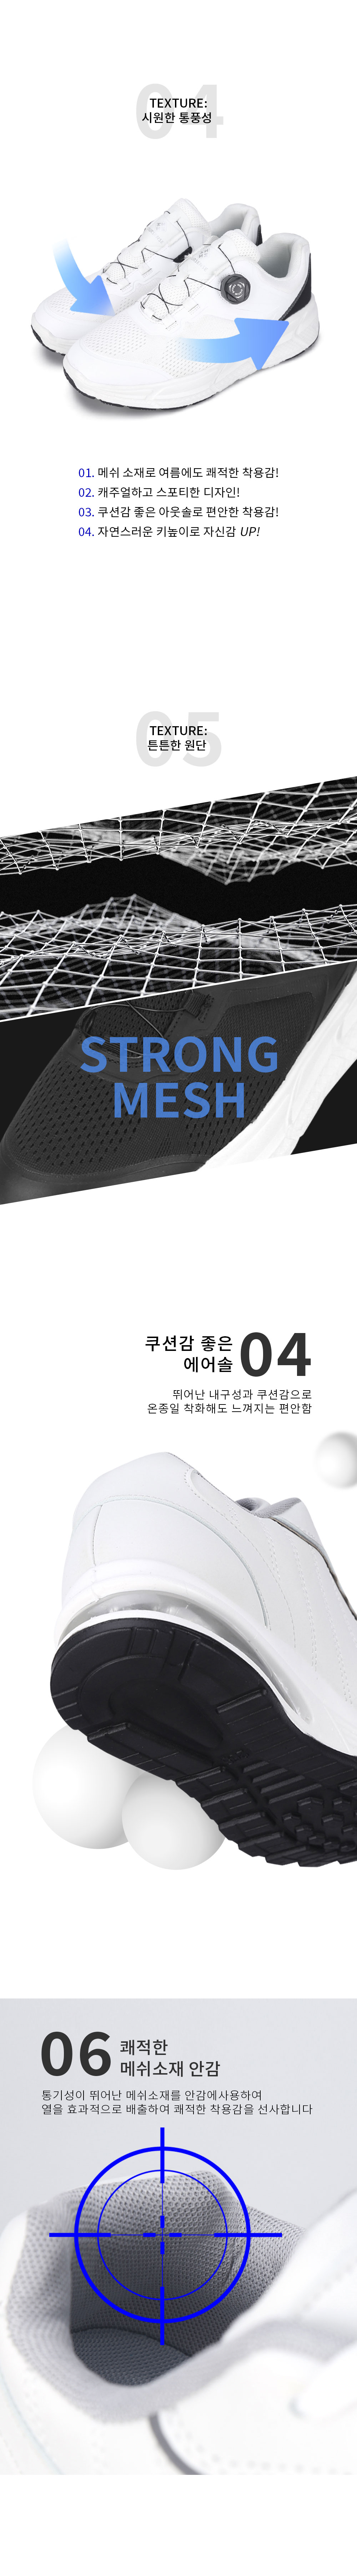 04
TEXTURE:
시원한 통풍성
01. 메쉬 소재로 여름에도 쾌적한 착용감!
02. 캐주얼하고 스포티한 디자인!
03. 쿠션감 좋은 아웃솔로 편안한 착용감!
04. 자연스러운 키높이로 자신감 UP!
05
TEXTURE:
튼튼한 원단
STRONG
MESH
쿠션감 좋은
에어솔
04
뛰어난 내구성과 쿠션감으로
온종일 착화해도 느껴지는 편안함
06
쾌적한
메쉬소재 안감
통기성이 뛰어난 메쉬소재를 안감에사용하여
열을 효과적으로 배출하여 쾌적한 착용감을 선사합니다